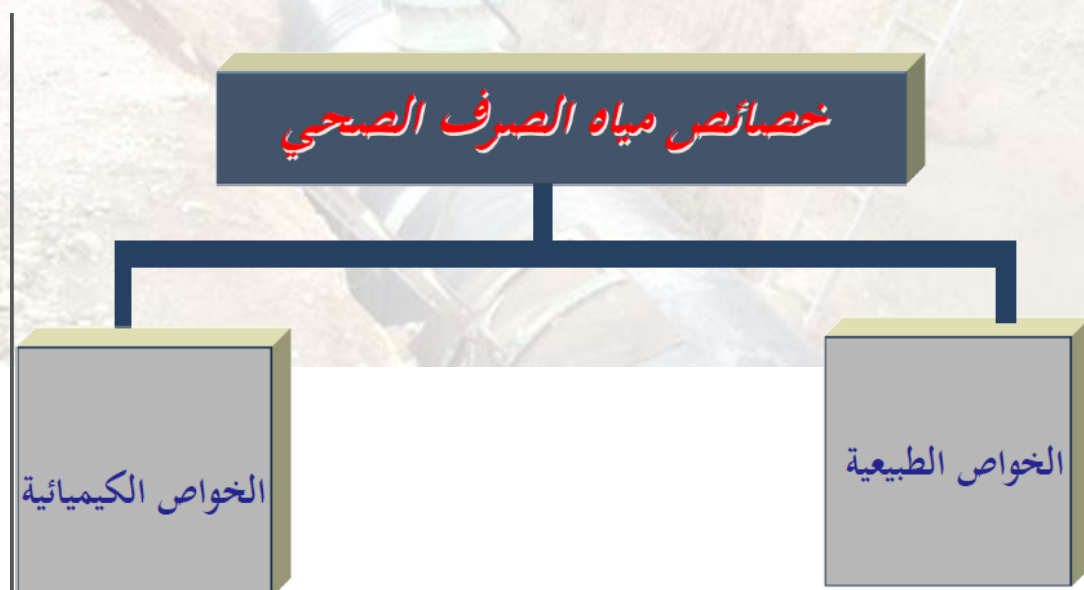 خصائص مياه الصرف الصحي
الخواص الطبيعية
الخواص الكيميائية